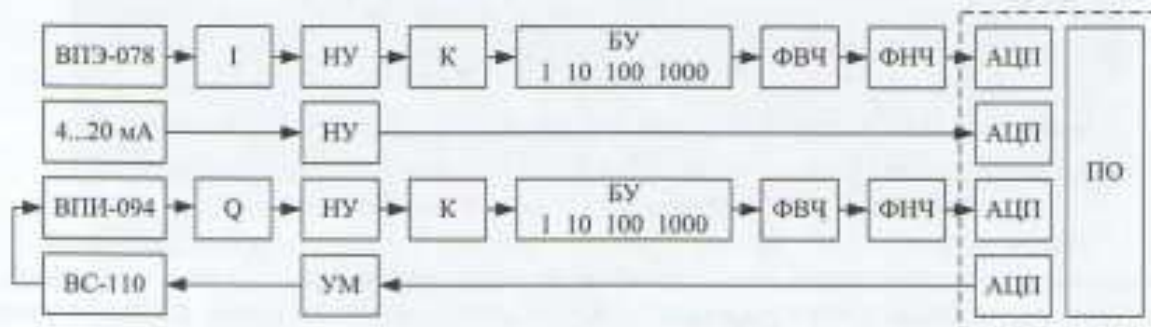 ВПЭ-078 I НУ К БУ ФВЧ ФНЧ АЦП
1 10 100 1000
4...20 мА НУ АЦП
ПО
ВПИ-094 Q НУ К БУ ФВЧ ФНЧ АЦП
1 10 100 1000
ВС-110 УМ АЦП